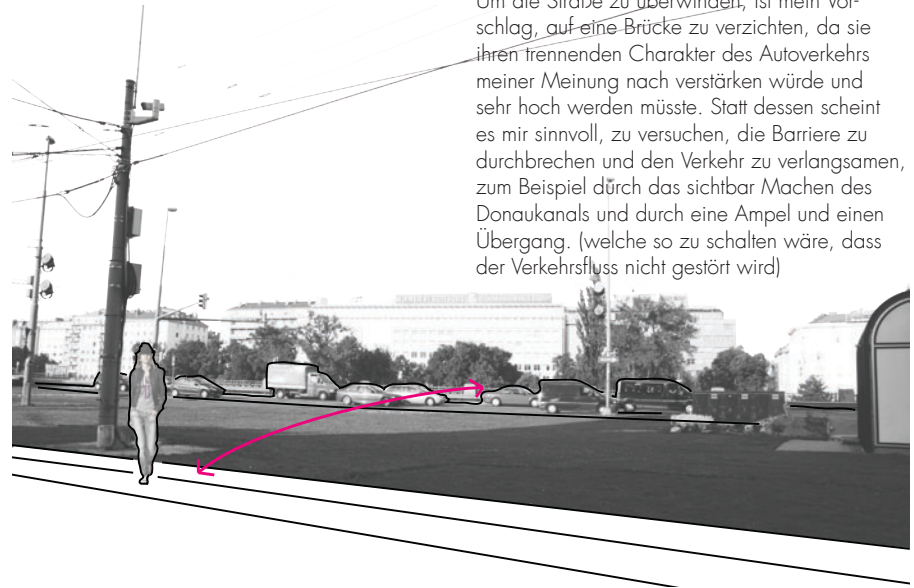 Um die Straße zu überwinden, ist mein Vor-
schlag, auf eine Brücke zu verzichten, da sie
ihren trennenden Charakter des Autoverkehrs
meiner Meinung nach verstärken würde und
sehr hoch werden müsste. Statt dessen scheint
es mir sinnvoll, zu versuchen, die Barriere zu
durchbrechen und den Verkehr zu verlangsamen,
zum Beispiel durch das sichtbar Machen des
Donaukanals und durch eine Ampel und einen
Übergang. (welche so zu schalten wäre, dass
der Verkehrsfluss nicht gestört wird)